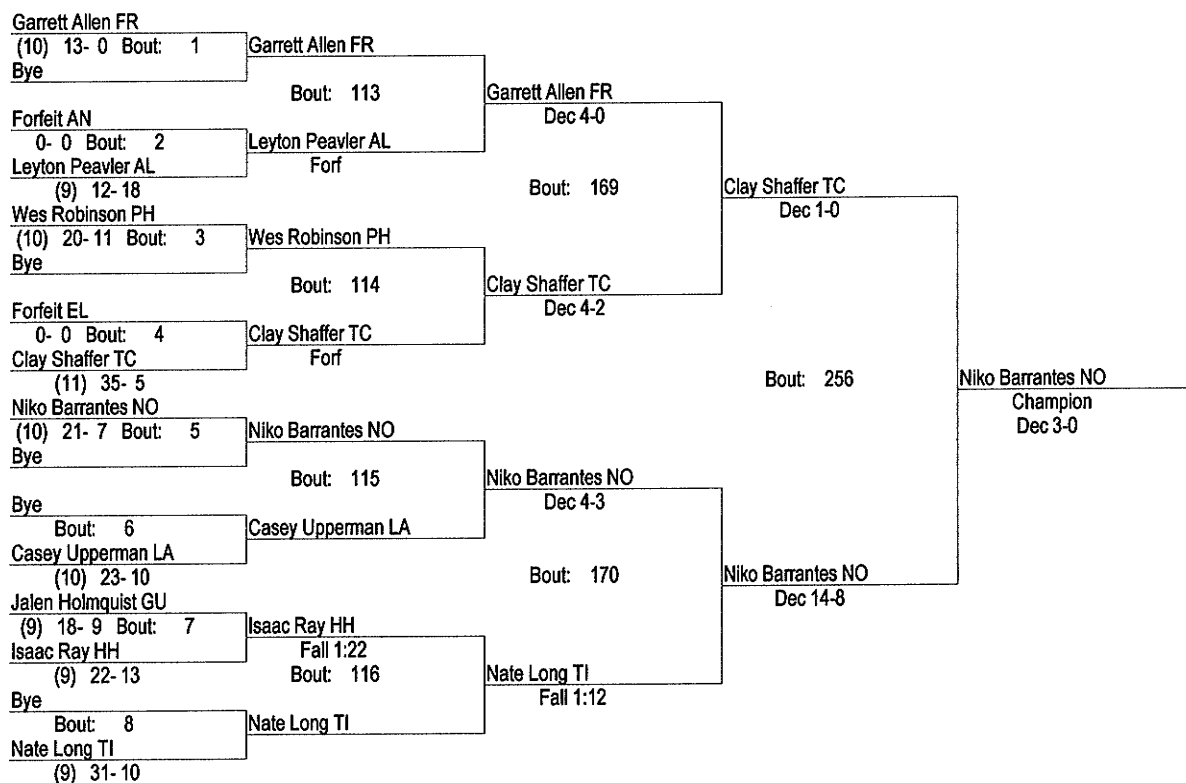 Garrett Allen FR
(10) 13- 0 Bout: 1
Bye
Forfeit AN
0- 0 Bout: 2
Leyton Peavler AL
(9) 12- 18
Wes Robinson PH
(10) 20- 11 Bout: 3
Bye
Forfeit EL
0- 0 Bout: 4
Clay Shaffer TC
(11) 35- 5
Niko Barrantes NO
(10) 21- 7 Bout: 5
Bye
Bye
Bout: 6
Casey Upperman LA
(10) 23- 10
Jalen Holmquist GU
(9) 18- 9 Bout: 7
Isaac Ray HH
(9) 22- 13
Bye
Bout: 8
Nate Long TI
(9) 31- 10
Garrett Allen FR
Bout: 113
Leyton Peavler AL
Forf
Wes Robinson PH
Bout: 114
Clay Shaffer TC
Forf
Niko Barrantes NO
Bout: 115
Casey Upperman LA
Isaac Ray HH
Fall 1:22
Bout: 116
Nate Long TI
Garrett Allen FR
Dec 4-0
Bout: 169
Clay Shaffer TC
Dec 4-2
Niko Barrantes NO
Dec 4-3
Bout: 170
Nate Long TI
Fall 1:12
Clay Shaffer TC
Dec 1-0
Bout: 256
Niko Barrantes NO
Dec 14-8
Niko Barrantes NO
Champion
Dec 3-0